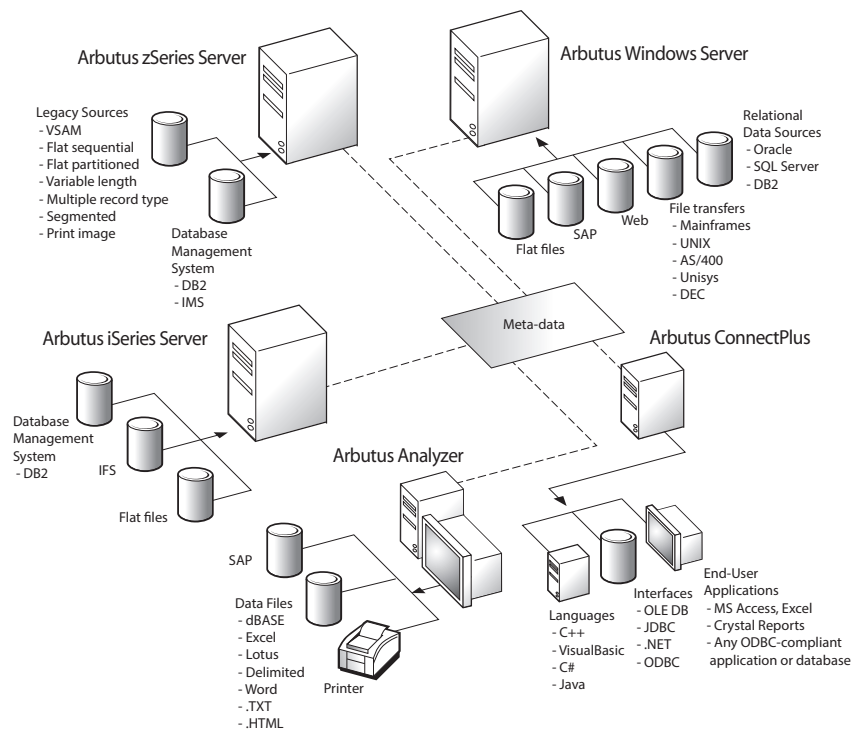 Arbutus zSeries Server
Legacy Sources
- VSAM
- Flat sequential
- Flat partitioned
- Variable length
- Multiple record type
- Segmented
- Print image
Database
Management
System
- DB2
- IMS
Arbutus Windows Server
Relational
Data Sources
- Oracle
- SQL Server
- DB2
Flat files
SAP
Web
File transfers
- Mainframes
- UNIX
- AS/400
- Unisys
- DEC
Meta-data
Arbutus iSeries Server
Database
Management
System
- DB2
IFS
Flat files
Arbutus ConnectPlus
Arbutus Analyzer
SAP
Data Files
- dBASE
- Excel
- Lotus
- Delimited
- Word
- .TXT
- .HTML
Printer
Languages
- C++
- VisualBasic
- C#
- Java
Interfaces
- OLE DB
- JDBC
- .NET
- ODBC
End-User
Applications
- MS Access, Excel
- Crystal Reports
- Any ODBC-compliant
application or database